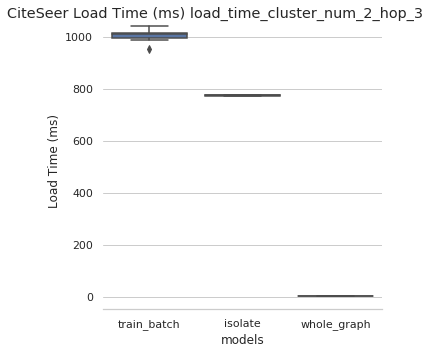 CiteSeer Load Time (ms) load_time_cluster_num_2_hop_3
Load Time (ms)
1000
800
600
400
200
0
train_batch isolate whole_graph
models